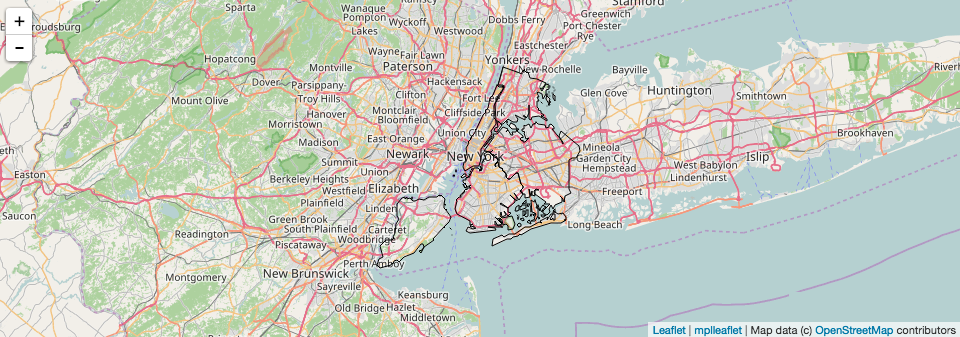 Sparta
Wanaque
Dobbs Ferry
Greenwich
Stamford
+
Pompton
Wyckoff
Port Chester
Stroudsburg
Lakes
Westwood
Rye
−
Wayne
Fair Lawn
Eastchester
Hopatcong
Paterson
Yonkers
Montville
New Rochelle
Bayville
Dover
Parsippany-
Hackensack
Riverh
Troy Hills
Clifton
Fort Lee
Glen Cove
Huntington
Smithtown
Mount Olive
Hanover
Montclair
Cliffside Park
Bloomfield
Morristown
East Orange
Union City
Brookhaven
Madison
Newark
New York
Mineola
Garden City
Islip
Summit
Hempstead
West Babylon
Easton
Union
Lindenhurst
Berkeley Heights
Westfield
Elizabeth
Freeport
Plainfield
Saucon
Linden
Green Brook
Long Beach
South Plainfield
Carteret
Readington
Woodbridge
Piscataway
Perth Amboy
Montgomery
New Brunswick
Sayreville
Keansburg
Old Bridge
Hazlet
Middletown
Leaflet | mplleaflet | Map data (c) OpenStreetMap contributors